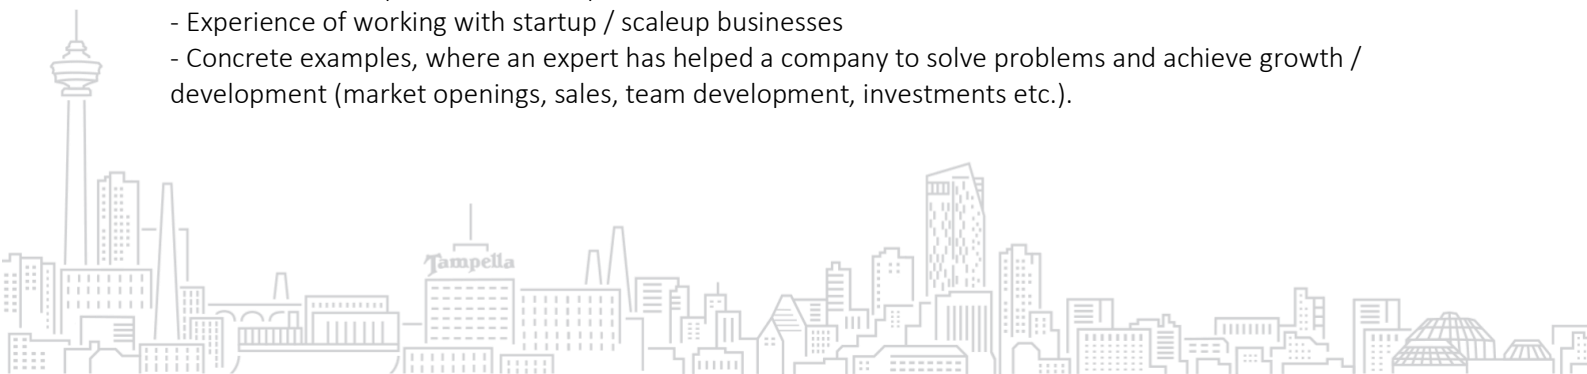 - Experience of working with startup / scaleup businesses
- Concrete examples, where an expert has helped a company to solve problems and achieve growth /
development (market openings, sales, team development, investments etc.).
Tampella